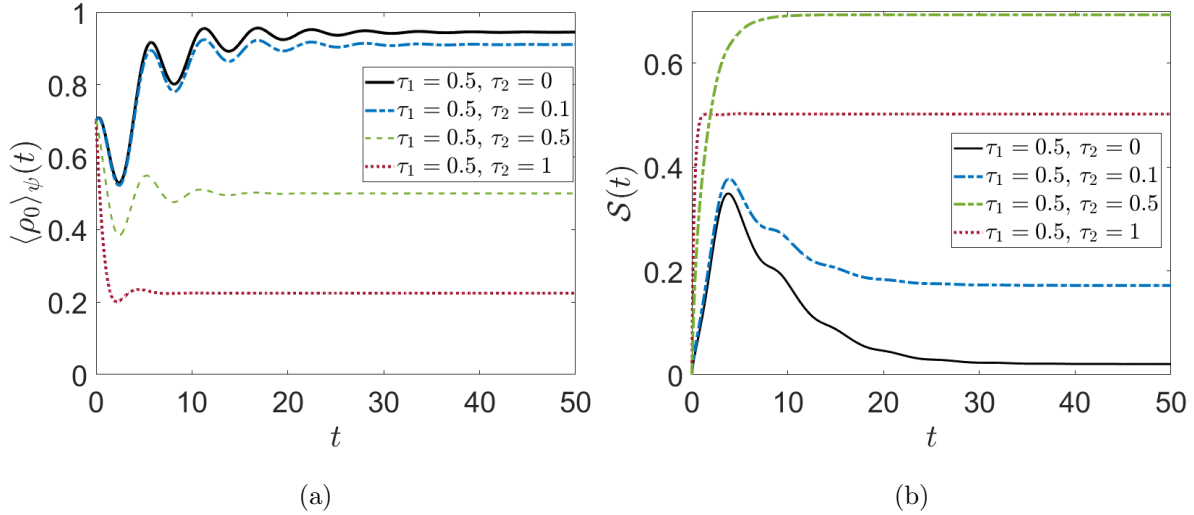 1
0.8
0.6
0.4
0.2
0
⟨ρ₀⟩ψ(t)
τ₁ = 0.5, τ₂ = 0
τ₁ = 0.5, τ₂ = 0.1
τ₁ = 0.5, τ₂ = 0.5
τ₁ = 0.5, τ₂ = 1
0 10 20 30 40 50
t
(a)
0.6
0.4
0.2
0
S(t)
τ₁ = 0.5, τ₂ = 0
τ₁ = 0.5, τ₂ = 0.1
τ₁ = 0.5, τ₂ = 0.5
τ₁ = 0.5, τ₂ = 1
0 10 20 30 40 50
t
(b)